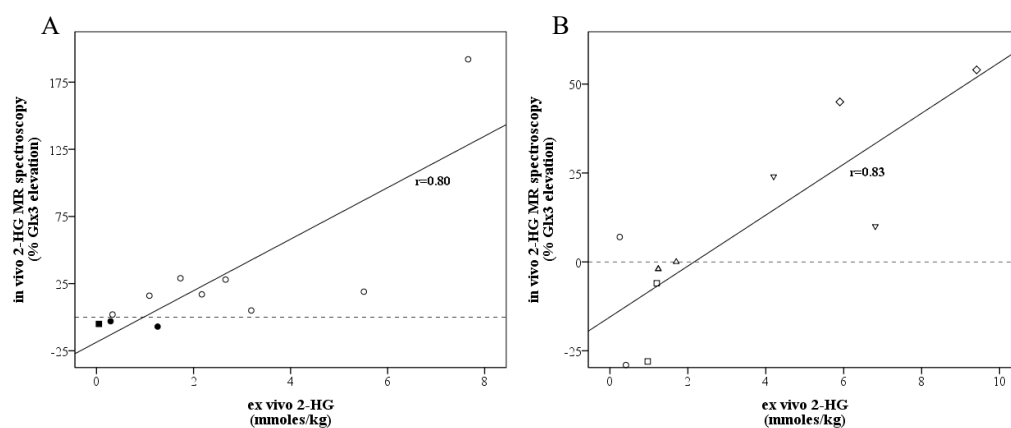 A
in vivo 2-HG MR spectroscopy
(% Glx3 elevation)
175
125
75
25
-25
r=0.80
0 2 4 6 8
ex vivo 2-HG
(mmoles/kg)
B
in vivo 2-HG MR spectroscopy
(% Glx3 elevation)
50
25
0
-25
r=0.83
0 2 4 6 8 10
ex vivo 2-HG
(mmoles/kg)